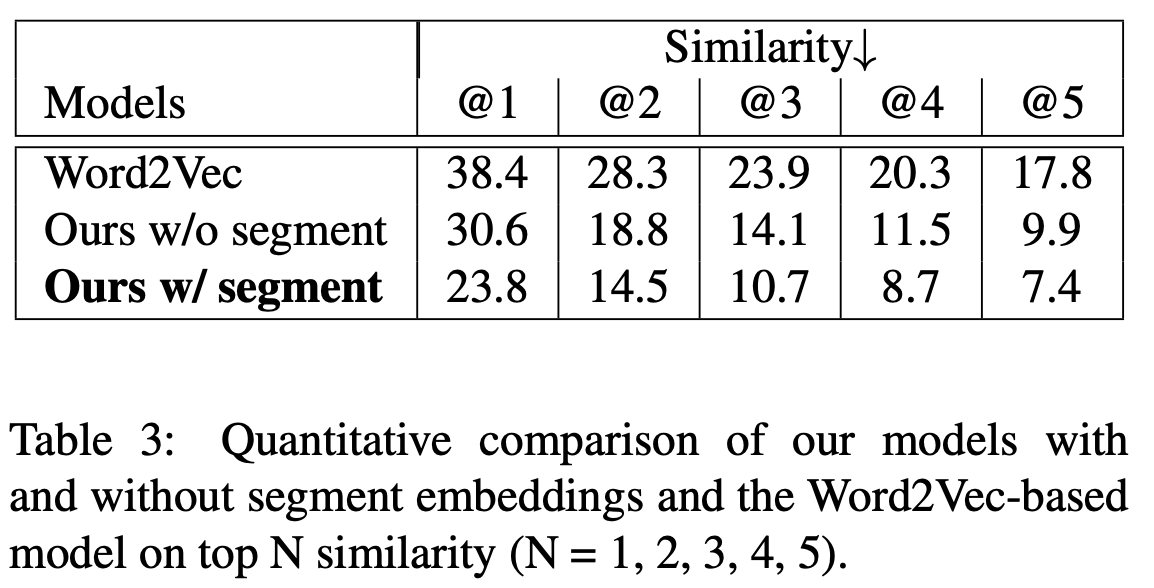 Similarity↓
Models @1 @2 @3 @4 @5
Word2Vec 38.4 28.3 23.9 20.3 17.8
Ours w/o segment 30.6 18.8 14.1 11.5 9.9
Ours w/ segment 23.8 14.5 10.7 8.7 7.4
Table 3: Quantitative comparison of our models with
and without segment embeddings and the Word2Vec-based
model on top N similarity (N = 1, 2, 3, 4, 5).